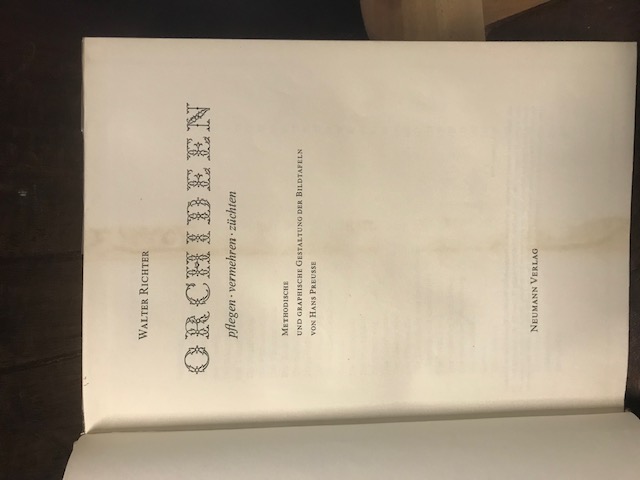 WALTER RICHTER
ORCHIDEEN
pflegen · vermehren · züchten
METHODISCHE
UND GRAPHISCHE GESTALTUNG DER BILDTAFELN
VON HANS PREUSSE
NEUMANN VERLAG